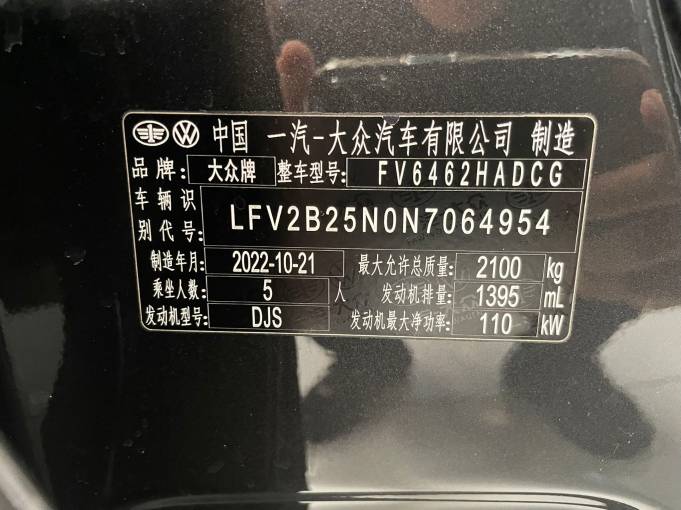 中国 一汽-大众汽车有限公司 制造
品牌: 大众牌 整车型号: FV6462HADCG
车辆识别代号: LFV2B25N0N7064954
制造年月: 2022-10-21 最大允许总质量: 2100 kg
乘坐人数: 5 人 发动机排量: 1395 mL
发动机型号: DJS 发动机最大净功率: 110 kW